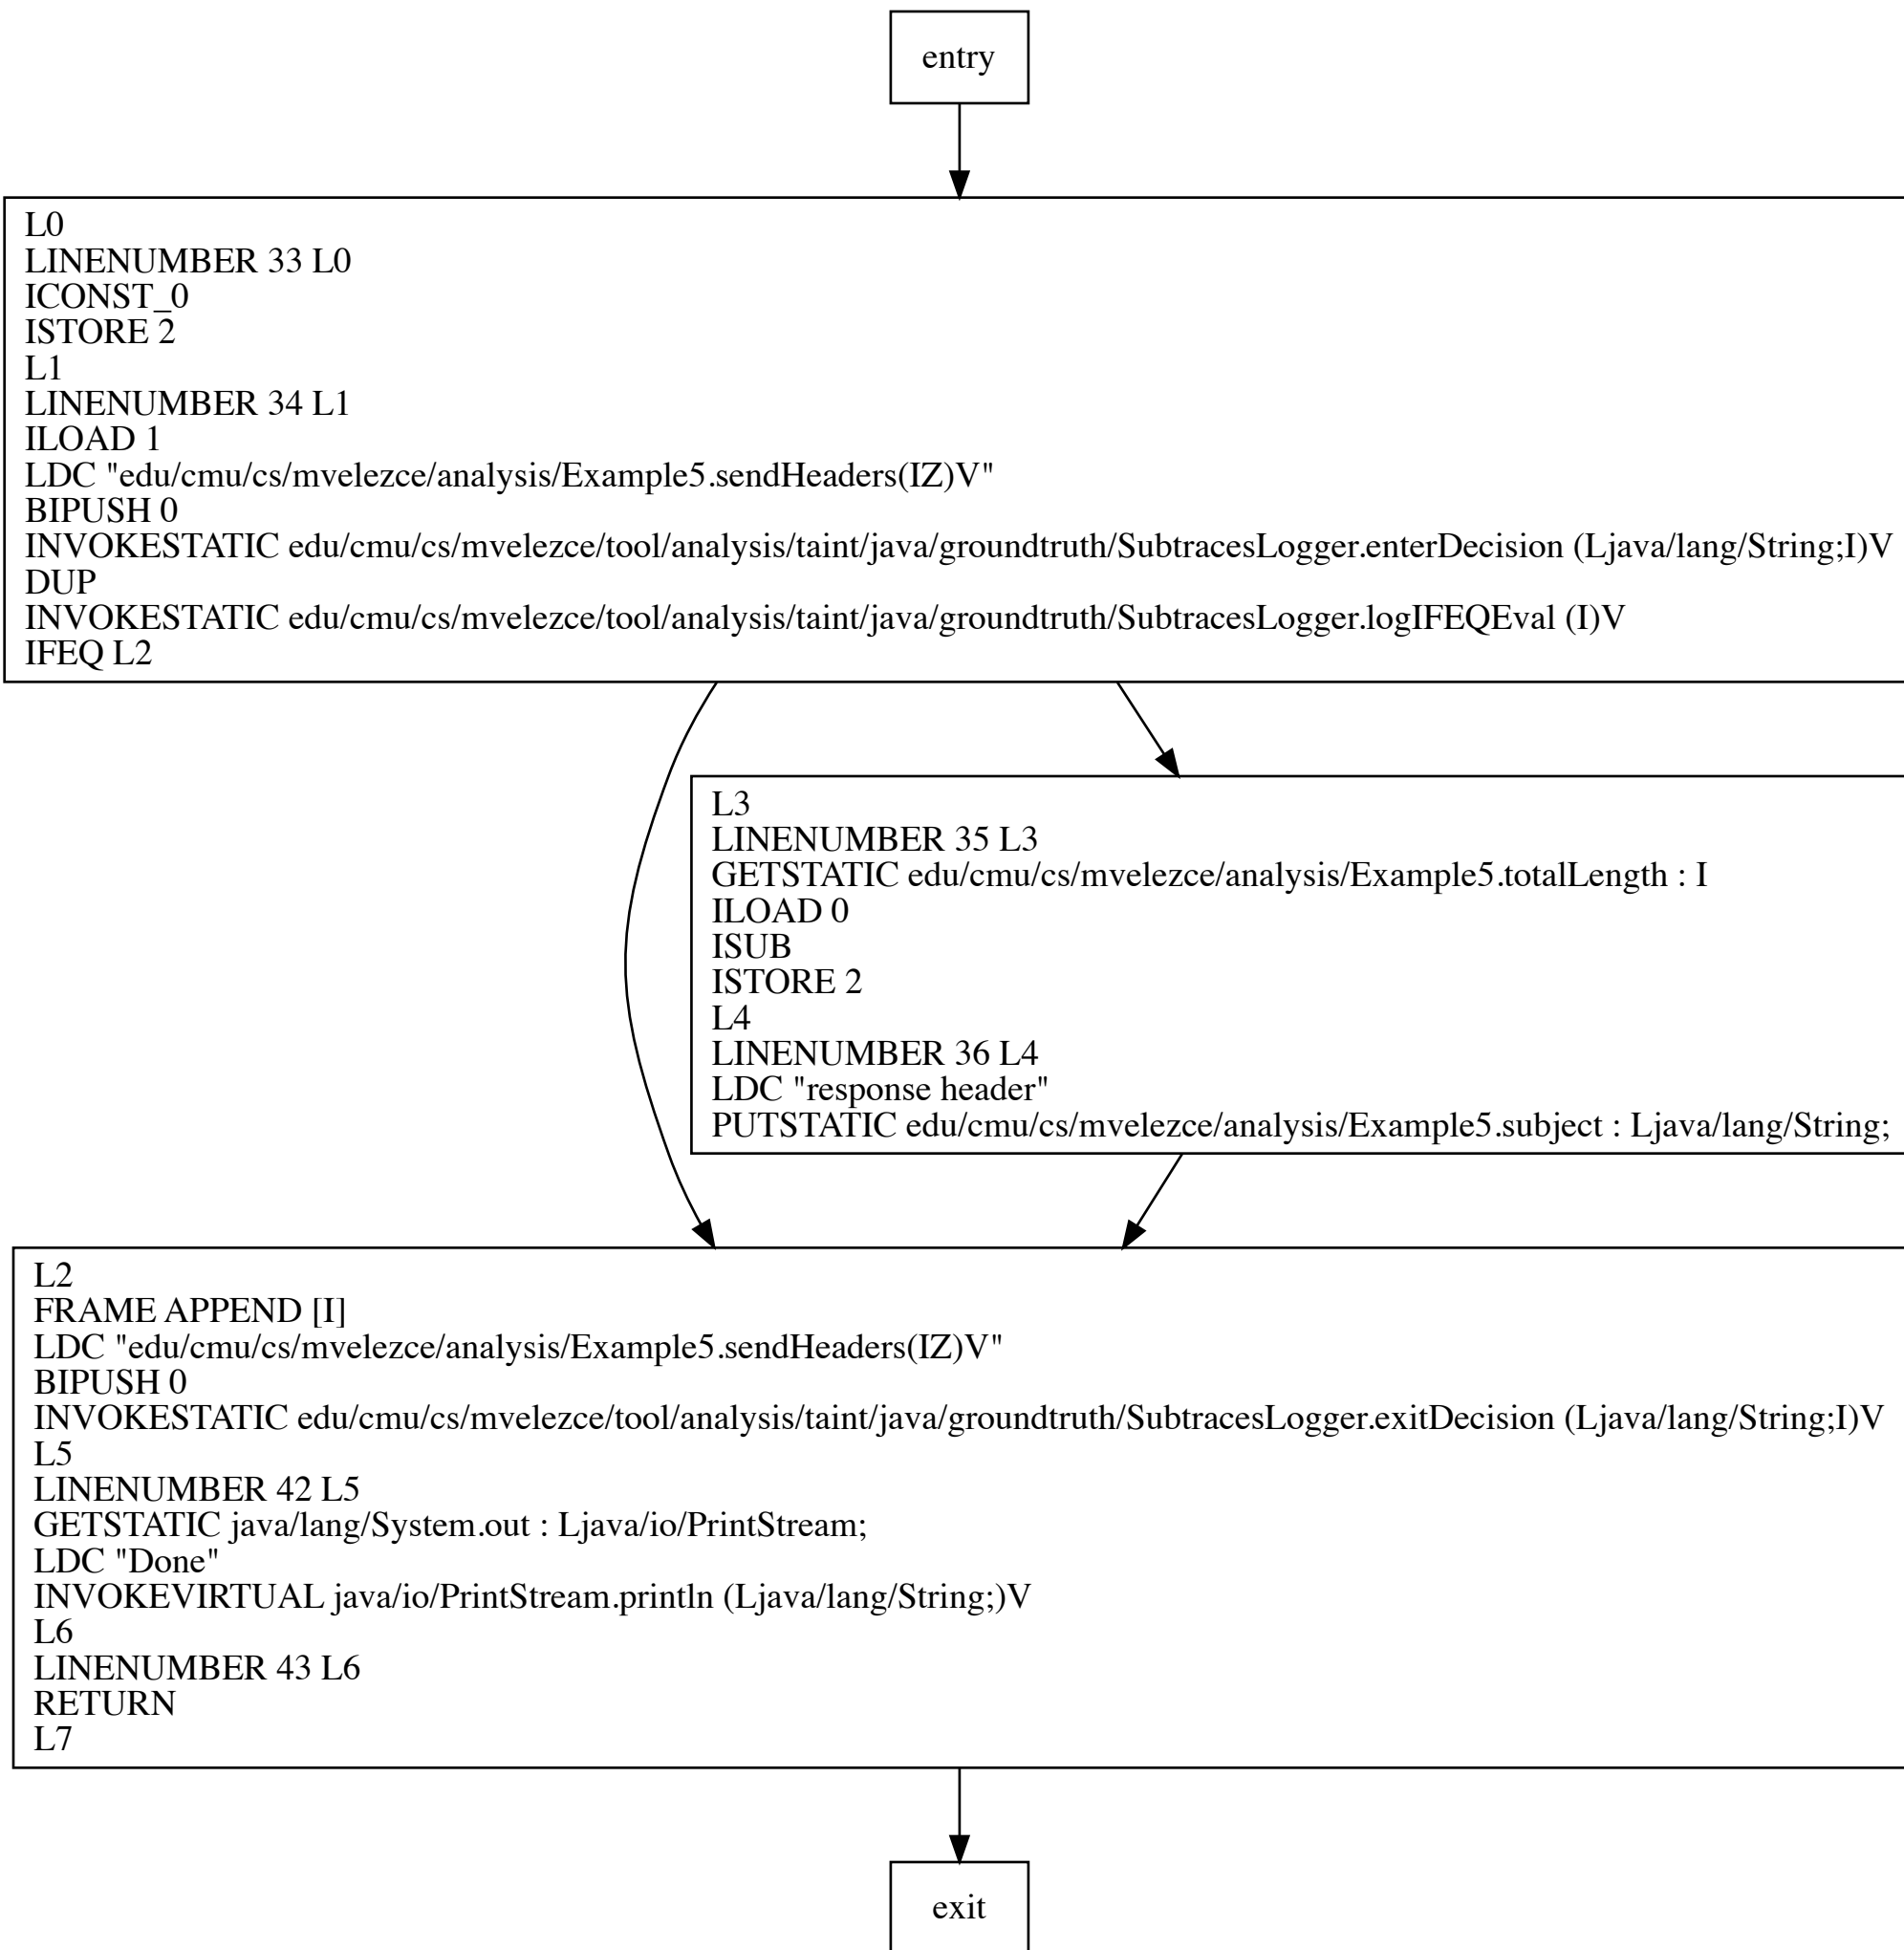 entry
L0
LINENUMBER 33 L0
ICONST_0
ISTORE 2
L1
LINENUMBER 34 L1
ILOAD 1
LDC "edu/cmu/cs/mvelezce/analysis/Example5.sendHeaders(IZ)V"
BIPUSH 0
INVOKESTATIC edu/cmu/cs/mvelezce/tool/analysis/taint/java/groundtruth/SubtracesLogger.enterDecision (Ljava/lang/String;I)V
DUP
INVOKESTATIC edu/cmu/cs/mvelezce/tool/analysis/taint/java/groundtruth/SubtracesLogger.logIFEQEval (I)V
IFEQ L2
L3
LINENUMBER 35 L3
GETSTATIC edu/cmu/cs/mvelezce/analysis/Example5.totalLength : I
ILOAD 0
ISUB
ISTORE 2
L4
LINENUMBER 36 L4
LDC "response header"
PUTSTATIC edu/cmu/cs/mvelezce/analysis/Example5.subject : Ljava/lang/String;
L2
FRAME APPEND [I]
LDC "edu/cmu/cs/mvelezce/analysis/Example5.sendHeaders(IZ)V"
BIPUSH 0
INVOKESTATIC edu/cmu/cs/mvelezce/tool/analysis/taint/java/groundtruth/SubtracesLogger.exitDecision (Ljava/lang/String;I)V
L5
LINENUMBER 42 L5
GETSTATIC java/lang/System.out : Ljava/io/PrintStream;
LDC "Done"
INVOKEVIRTUAL java/io/PrintStream.println (Ljava/lang/String;)V
L6
LINENUMBER 43 L6
RETURN
L7
exit